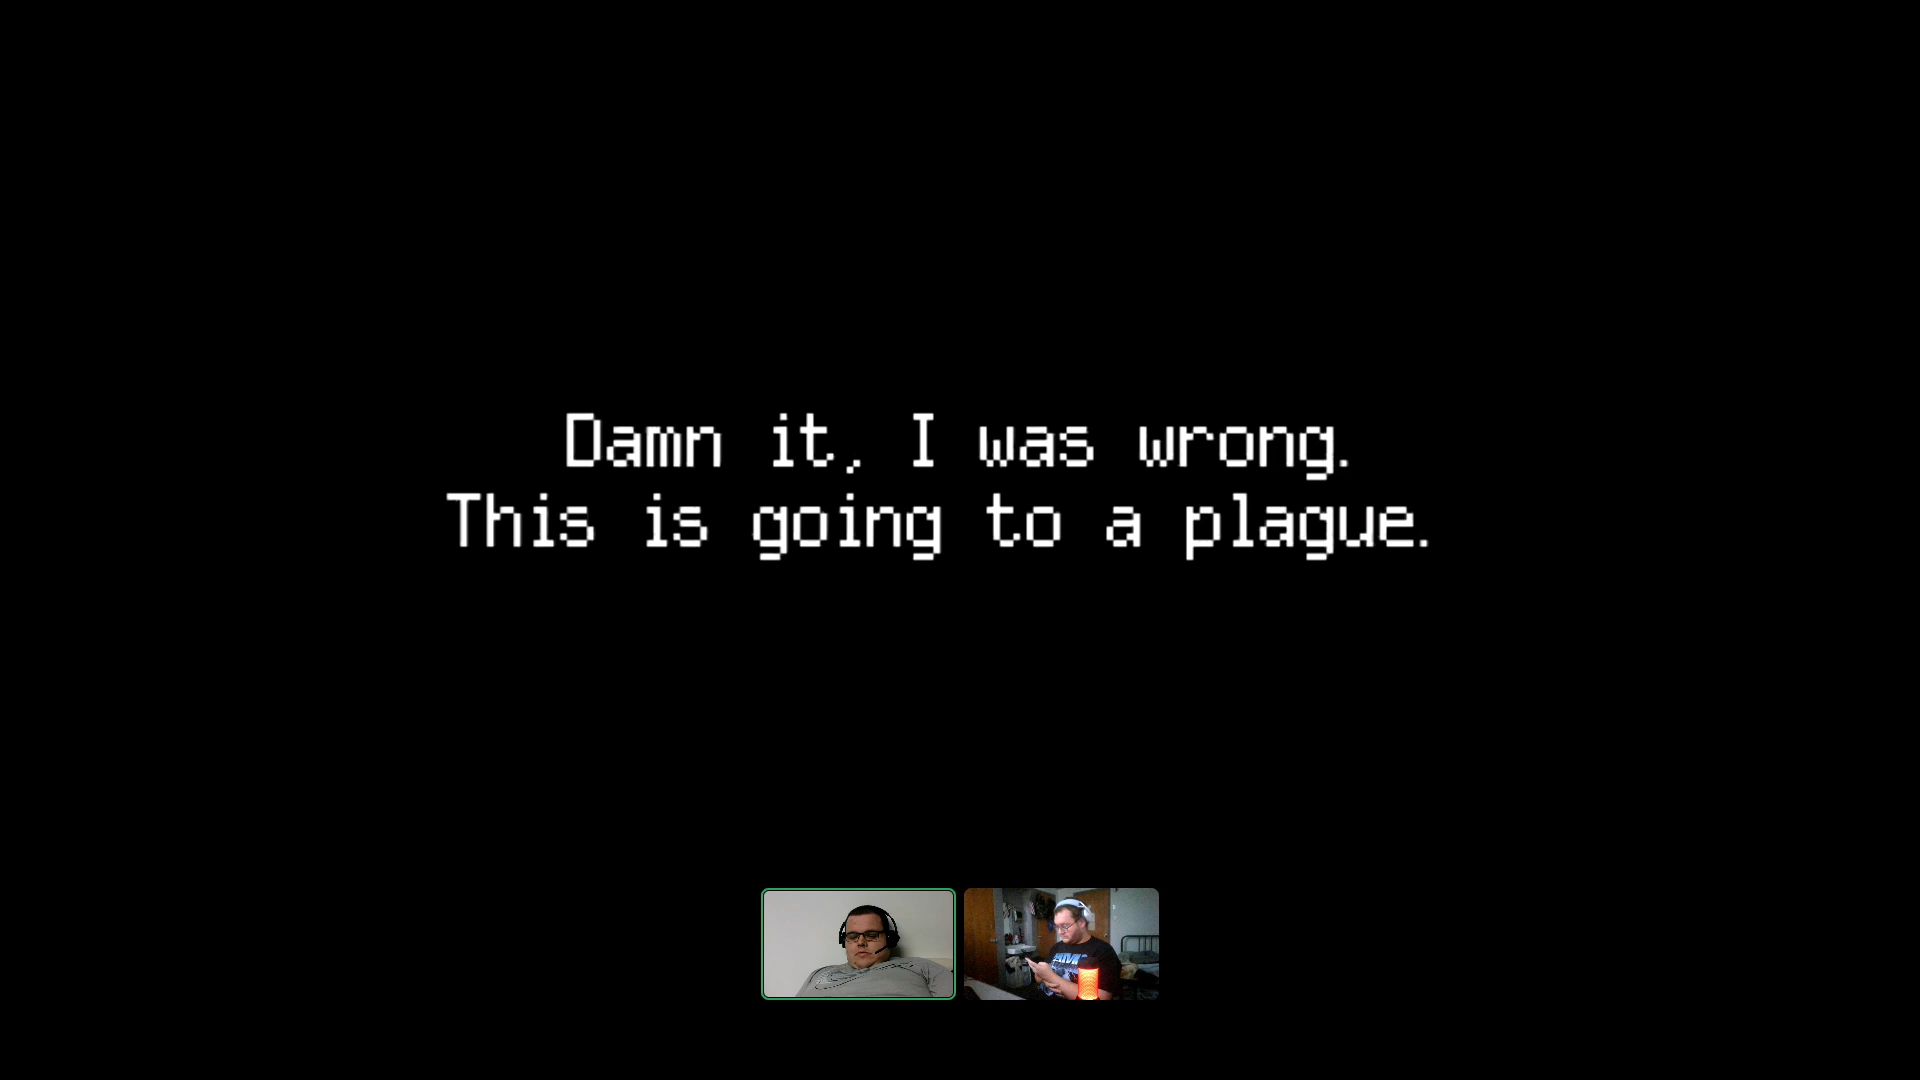 Damn it, I was wrong.
This is going to a plague.